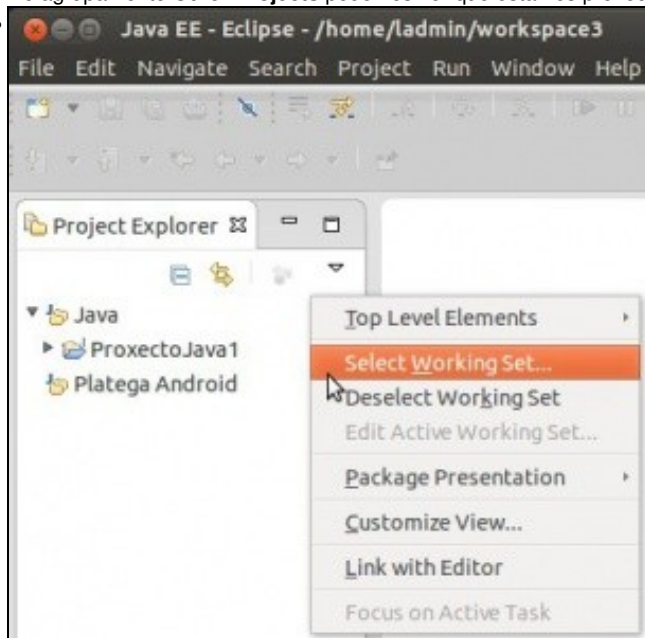 Java EE - Eclipse - /home/ladmin/workspace3
File Edit Navigate Search Project Run Window Help
Project Explorer
Java
ProxectoJava1
Platega Android
Top Level Elements
Select Working Set...
Deselect Working Set
Edit Active Working Set...
Package Presentation
Customize View...
Link with Editor
Focus on Active Task